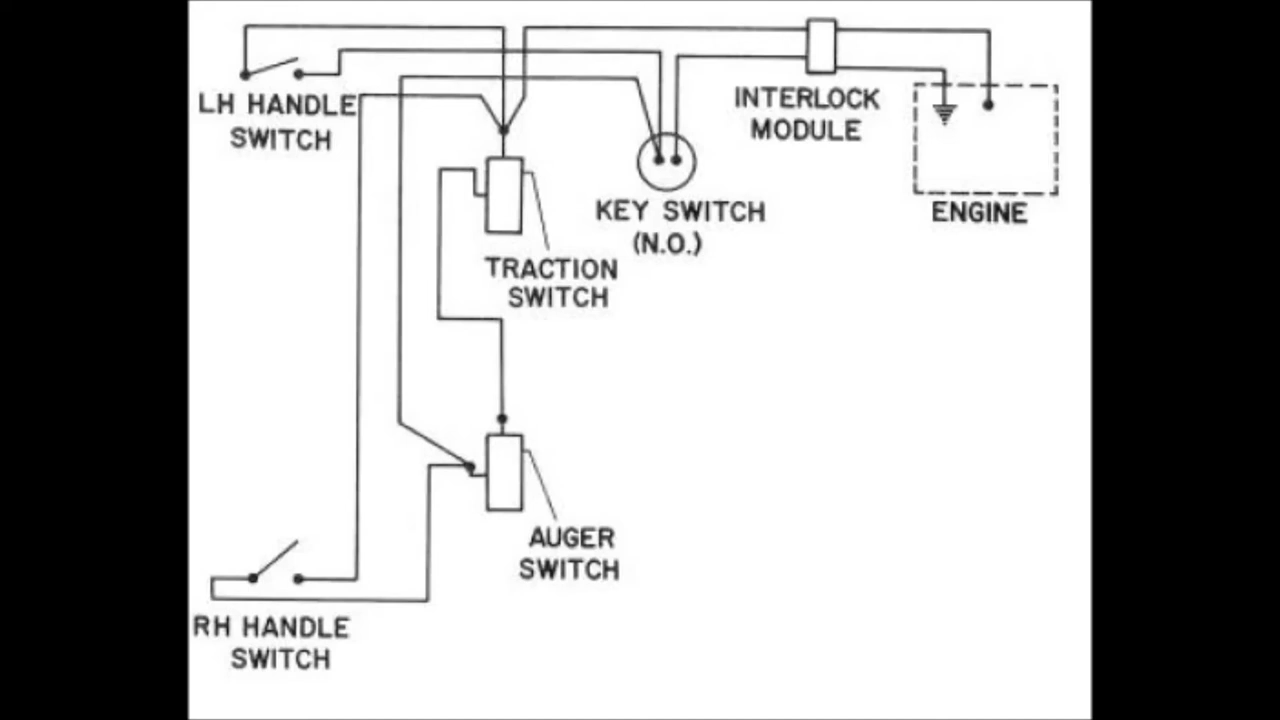 LH HANDLE
SWITCH
INTERLOCK
MODULE
KEY SWITCH
(N.O.)
ENGINE
TRACTION
SWITCH
AUGER
SWITCH
RH HANDLE
SWITCH